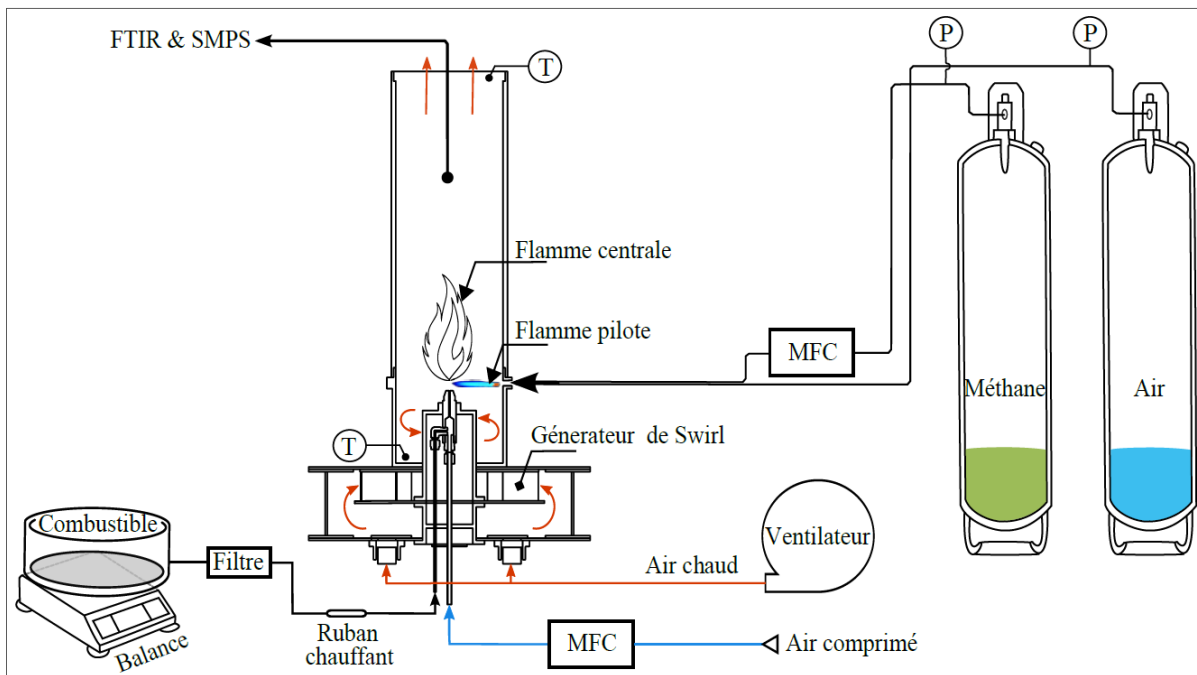 FTIR & SMPS
T
P
P
Flamme centrale
Flamme pilote
MFC
Méthane
Air
T
Génerateur de Swirl
Combustible
Filtre
Balance
Ruban
chauffant
Air chaud
Ventilateur
MFC
Air comprimé